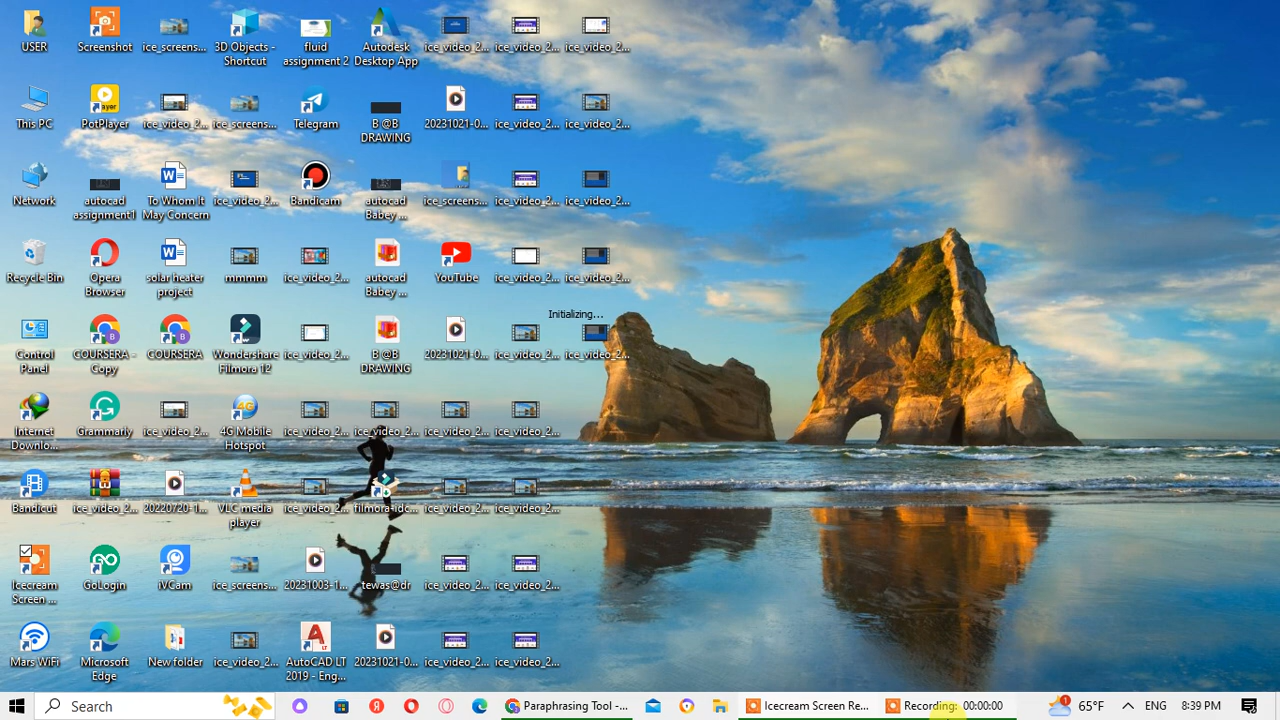 USER
Screenshot
ice_screens...
3D Objects -
Shortcut
fluid
assignment 2
Autodesk
Desktop App
ice_video_2...
ice_video_2...
ice_video_2...
This PC
PotPlayer
ice_video_2...
ice_screens...
Telegram
B @B
DRAWING
20231021-0...
ice_video_2...
ice_video_2...
Network
autocad
assignment1
To Whom It
May Concern
ice_video_2...
Bandicam
autocad
Babey ...
ice_screens...
ice_video_2...
ice_video_2...
Recycle Bin
Opera
Browser
solar heater
project
mmmm
ice_video_2...
autocad
Babey ...
YouTube
ice_video_2...
ice_video_2...
Initializing...
Control
Panel
COURSERA -
Copy
COURSERA
Wondershare
Filmora 12
ice_video_2...
B @B
DRAWING
20231021-0...
ice_video_2...
ice_video_2...
Internet
Downlo...
Grammarly
ice_video_2...
4G Mobile
Hotspot
ice_video_2...
ice_video_2...
ice_video_2...
ice_video_2...
Bandicut
ice_video_2...
20220720-1...
VLC media
player
ice_video_2...
filmora-idc...
ice_video_2...
ice_video_2...
Icecream
Screen ...
GoLogin
iVCam
ice_screens...
20231003-1...
tewas@dr
ice_video_2...
ice_video_2...
Mars WiFi
Microsoft
Edge
New folder
ice_video_2...
AutoCAD LT
2019 - Eng...
20231021-0...
ice_video_2...
ice_video_2...
Search
Paraphrasing Tool -...
Icecream Screen Re...
Recording: 00:00:00
65°F
ENG
8:39 PM